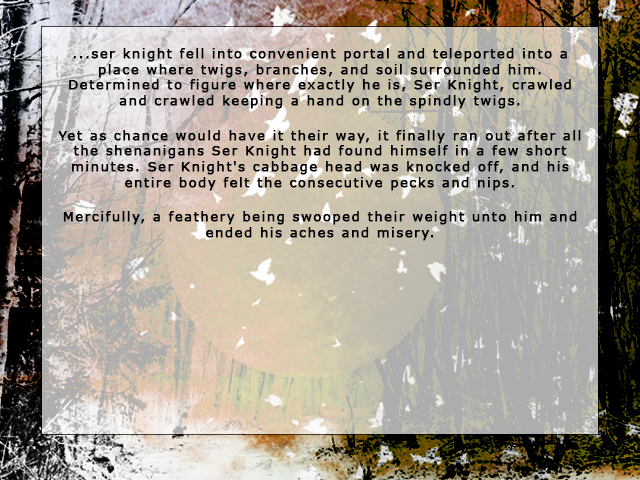 ...ser knight fell into convenient portal and teleported into a
place where twigs, branches, and soil surrounded him.
Determined to figure where exactly he is, Ser Knight, crawled
and crawled keeping a hand on the spindly twigs.
Yet as chance would have it their way, it finally ran out after all
the shenanigans Ser Knight had found himself in a few short
minutes. Ser Knight's cabbage head was knocked off, and his
entire body felt the consecutive pecks and nips.
Mercifully, a feathery being swooped their weight unto him and
ended his aches and misery.